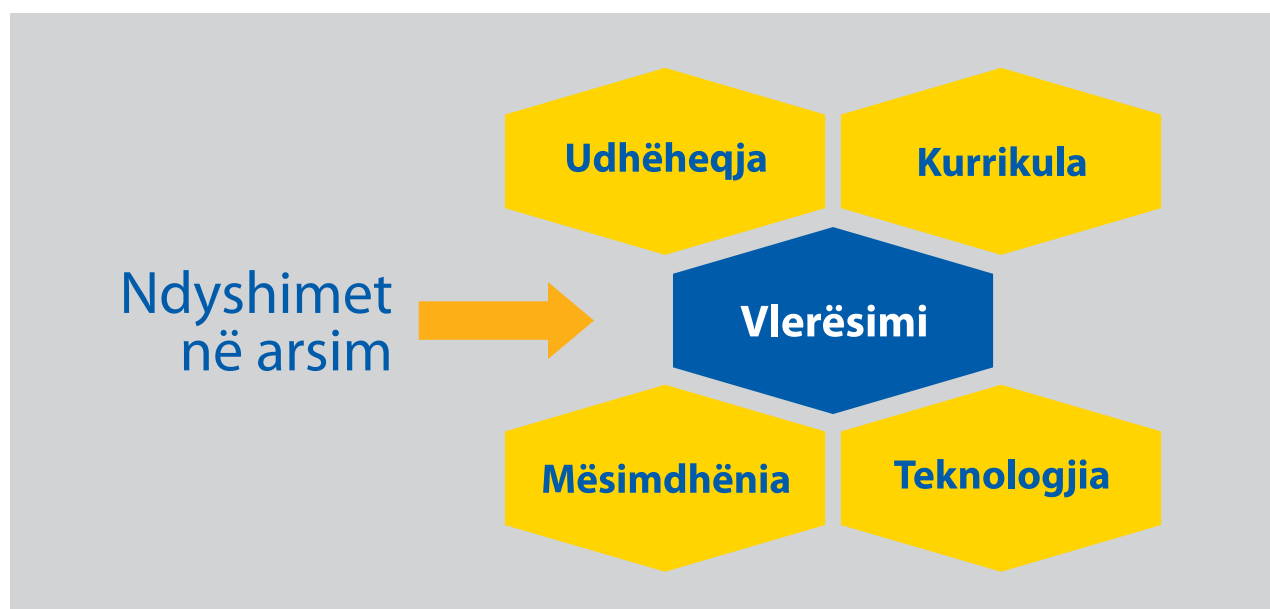 Udhëheqja
Kurrikula
Ndyshimet
në arsim
Vlerësimi
Mësimdhënia
Teknologjia